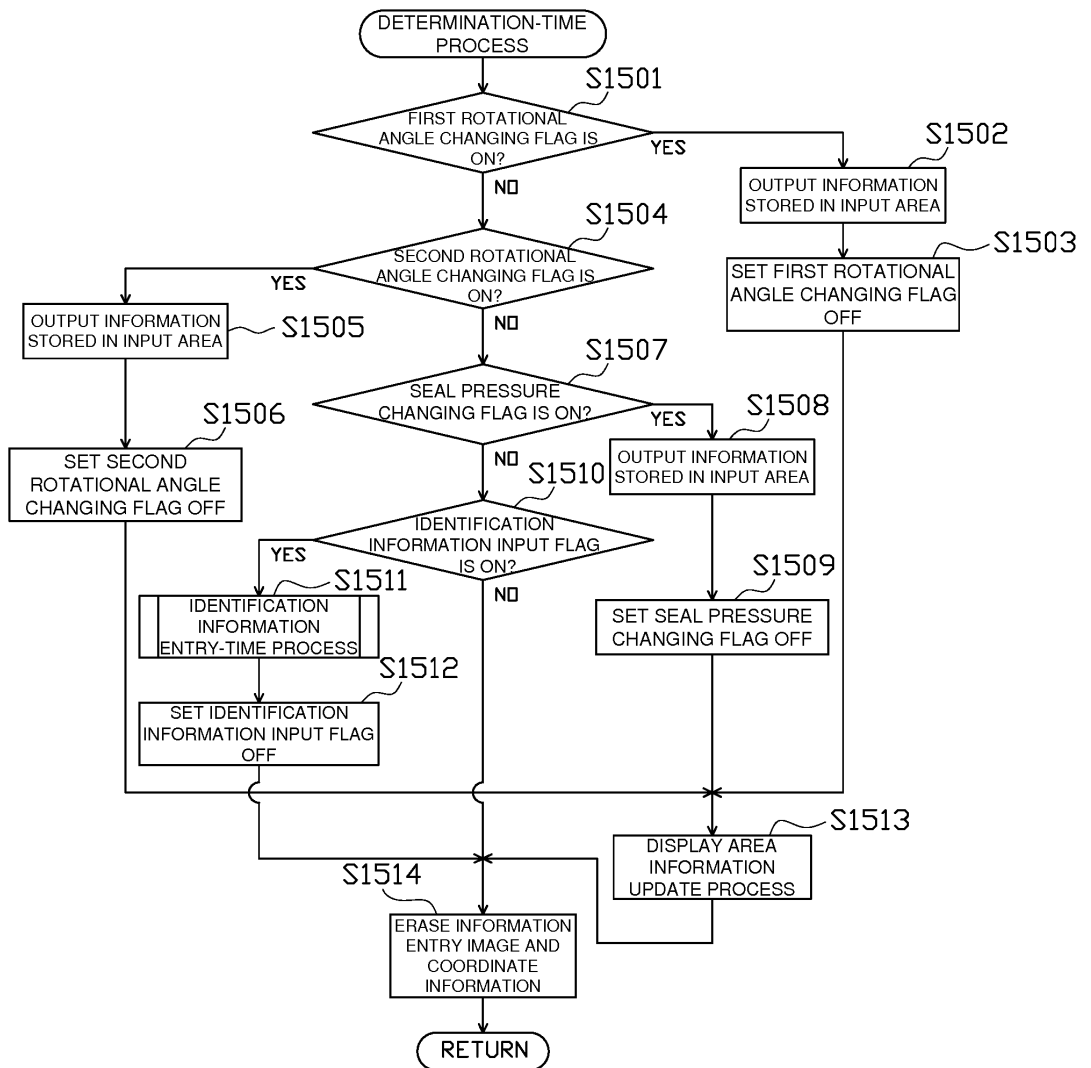 DETERMINATION-TIME
PROCESS
S1501
FIRST ROTATIONAL
ANGLE CHANGING FLAG IS
ON?
YES
NO
S1502
OUTPUT INFORMATION
STORED IN INPUT AREA
S1503
SET FIRST ROTATIONAL
ANGLE CHANGING FLAG
OFF
S1504
SECOND ROTATIONAL
ANGLE CHANGING FLAG IS
ON?
YES
NO
S1505
OUTPUT INFORMATION
STORED IN INPUT AREA
S1506
SET SECOND
ROTATIONAL ANGLE
CHANGING FLAG OFF
S1507
SEAL PRESSURE
CHANGING FLAG IS ON?
YES
NO
S1508
OUTPUT INFORMATION
STORED IN INPUT AREA
S1509
SET SEAL PRESSURE
CHANGING FLAG OFF
S1510
IDENTIFICATION
INFORMATION INPUT FLAG
IS ON?
YES
NO
S1511
IDENTIFICATION
INFORMATION
ENTRY-TIME PROCESS
S1512
SET IDENTIFICATION
INFORMATION INPUT FLAG
OFF
S1513
DISPLAY AREA
INFORMATION
UPDATE PROCESS
S1514
ERASE INFORMATION
ENTRY IMAGE AND
COORDINATE
INFORMATION
RETURN